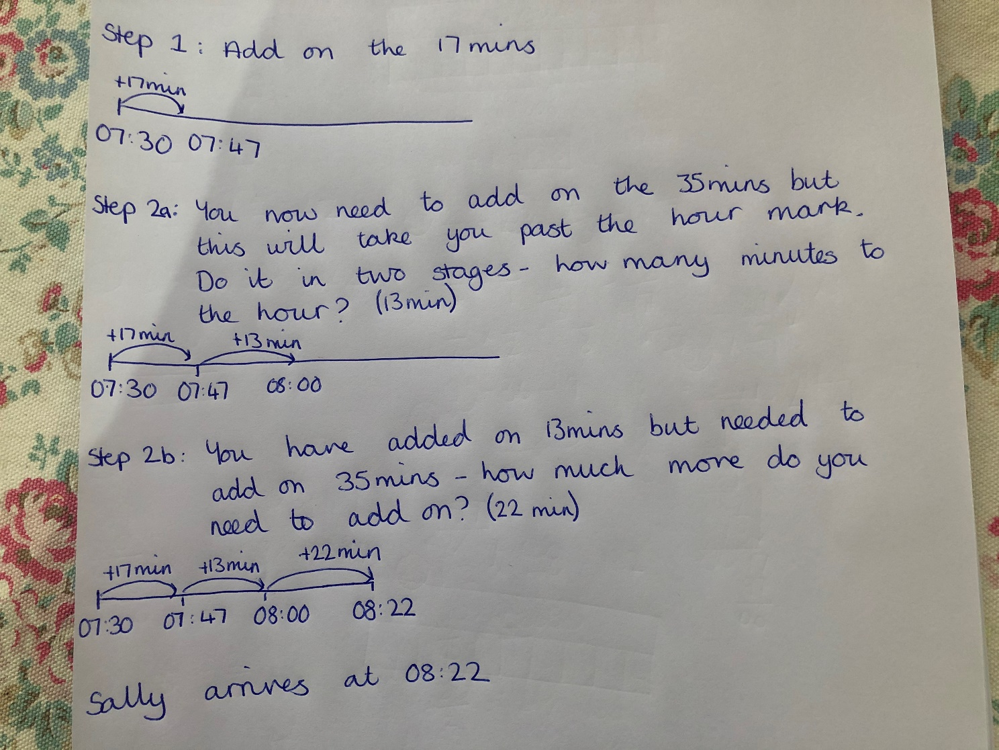 Step 1: Add on the 17mins
+17min
07:30 07:47
Step 2a: You now need to add on the 35mins but
this will take you past the hour mark.
Do it in two stages - how many minutes to
the hour? (13min)
+17min +13min
07:30 07:47 08:00
Step 2b: You have added on 13mins but needed to
add on 35mins - how much more do you
need to add on? (22 min)
+17min +13min +22min
07:30 07:47 08:00 08:22
Sally arrives at 08:22